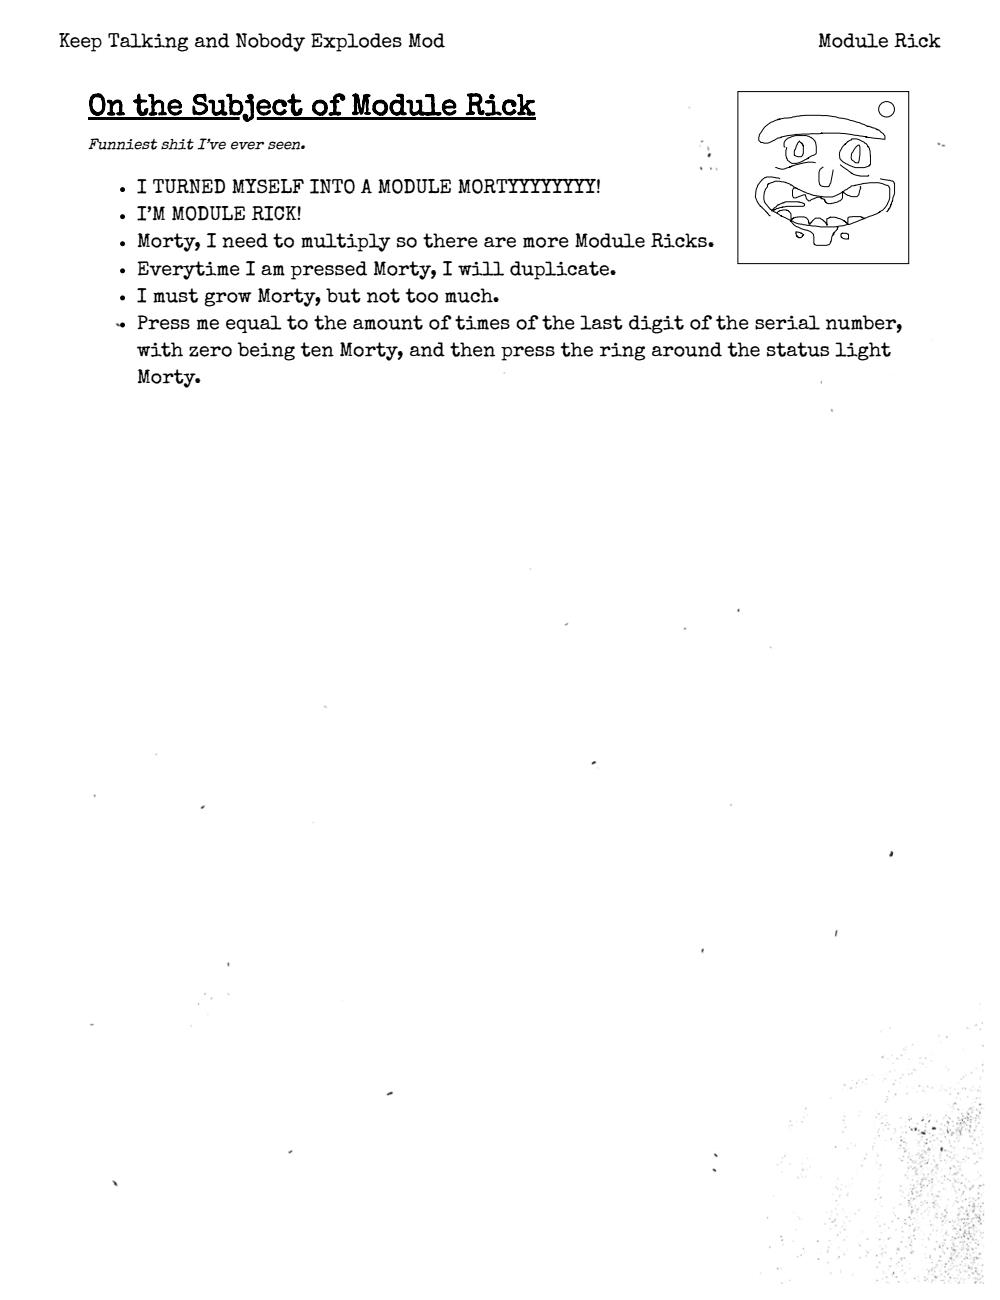 Keep Talking and Nobody Explodes Mod
Module Rick
On the Subject of Module Rick
Funniest shit I've ever seen.
• I TURNED MYSELF INTO A MODULE MORTYYYYYYYY!
• I'M MODULE RICK!
• Morty, I need to multiply so there are more Module Ricks.
• Everytime I am pressed Morty, I will duplicate.
• I must grow Morty, but not too much.
• Press me equal to the amount of times of the last digit of the serial number,
with zero being ten Morty, and then press the ring around the status light
Morty.